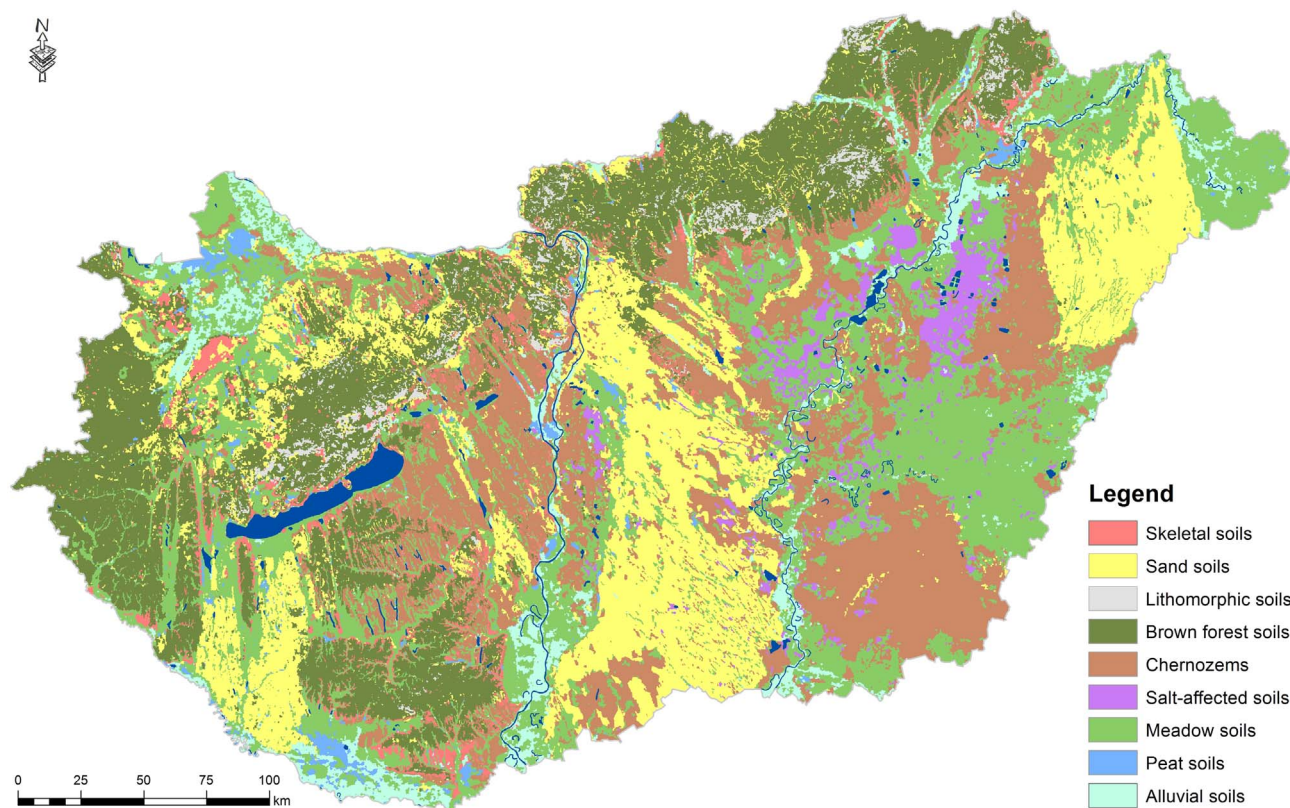 N
Legend
Skeletal soils
Sand soils
Lithomorphic soils
Brown forest soils
Chernozems
Salt-affected soils
Meadow soils
Peat soils
Alluvial soils
0 25 50 75 100
km